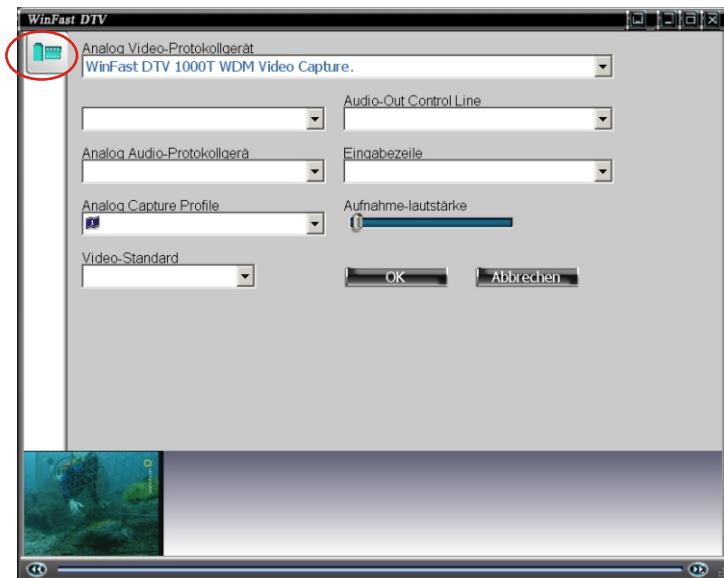 WinFast DTV
Analog Video-Protokollgerät
WinFast DTV 1000T WDM Video Capture.
Audio-Out Control Line
Analog Audio-Protokollgerä
Eingabezeile
Analog Capture Profile
Aufnahme-lautstärke
Video-Standard
OK
Abbrechen